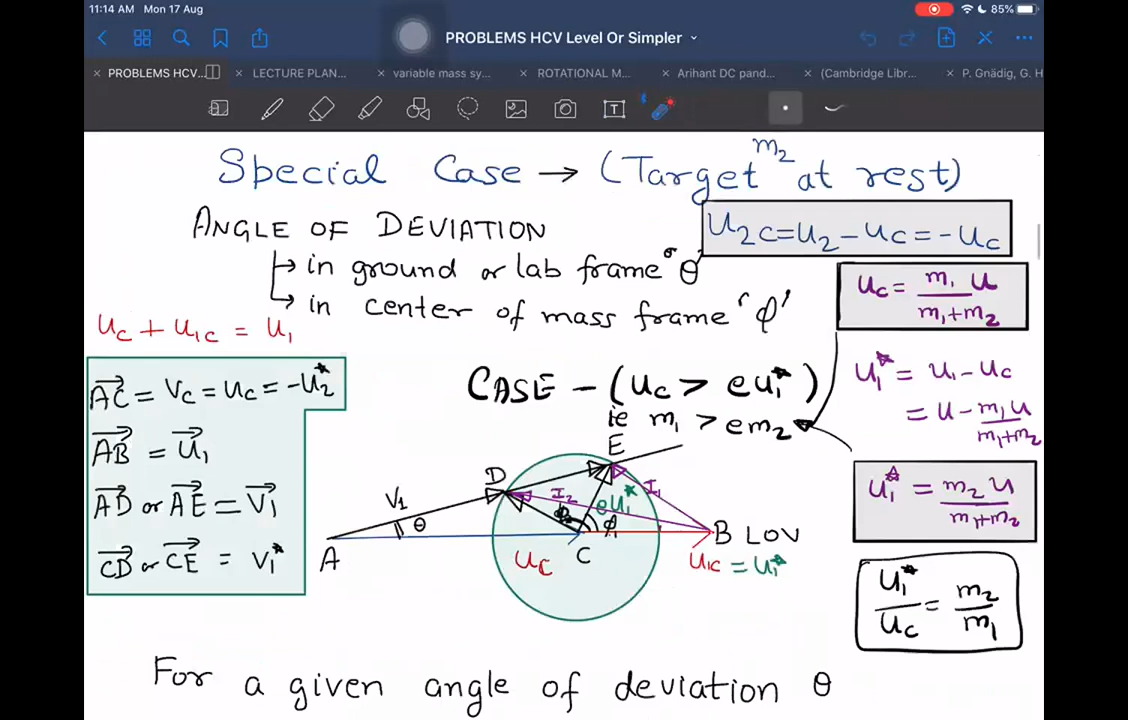 11:14 AM Mon 17 Aug
85%
PROBLEMS HCV Level Or Simpler
PROBLEMS HCV...
LECTURE PLAN...
variable mass sy...
ROTATIONAL M...
Arihant DC pand...
(Cambridge Libr...
P. Gnädig, G. H
T
Special Case → (Target m₂ at rest)
ANGLE OF DEVIATION
U₂c = U₂ − Uc = −Uc
→ in ground or lab frame "θ"
→ in center of mass frame 'φ'
Uc = m₁ U / m₁+m₂
Uc + U₁c = U₁
AC⃗ = Vc = Uc = −U₂*
AB⃗ = U₁⃗
AD⃗ or AE⃗ = V₁⃗
CD⃗ or CE⃗ = V₁*
CASE – (Uc > eU₁*)
ie m₁ > em₂
U₁* = U₁ − Uc
= U − m₁U / m₁+m₂
U₁* = m₂ U / m₁+m₂
U₁* / Uc = m₂ / m₁
E
D
V₁
θ
I₂
I₁
eU₁*
φ₂
φ₁
A
C
B LOV
Uc
U₁c = U₁*
For a given angle of deviation θ